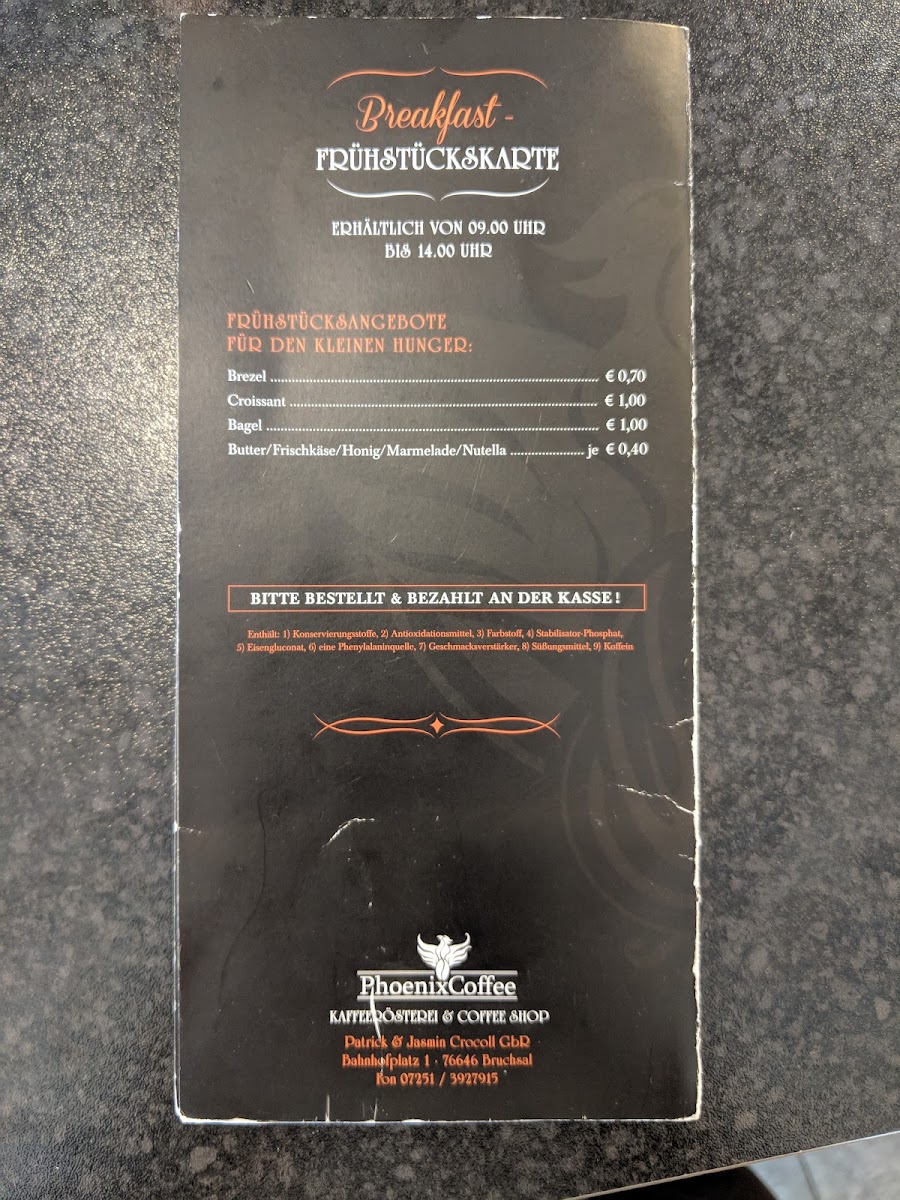 Breakfast -
FRÜHSTÜCKSKARTE
ERHÄLTLICH VON 09.00 UHR
BIS 14.00 UHR
FRÜHSTÜCKSANGEBOTE
FÜR DEN KLEINEN HUNGER:
Brezel ........ € 0,70
Croissant ........ € 1,00
Bagel ........ € 1,00
Butter/Frischkäse/Honig/Marmelade/Nutella ........ je € 0,40
BITTE BESTELLT & BEZAHLT AN DER KASSE!
Enthält: 1) Konservierungsstoffe, 2) Antioxidationsmittel, 3) Farbstoff, 4) Stabilisator-Phosphat,
5) Eisengluconat, 6) eine Phenylalaninquelle, 7) Geschmacksverstärker, 8) Süßungsmittel, 9) Koffein
PhoenixCoffee
KAFFEERÖSTEREI & COFFEE SHOP
Patrick & Jasmin Crocoll GbR
Bahnhofplatz 1 · 76646 Bruchsal
Fon 07251 / 3927915